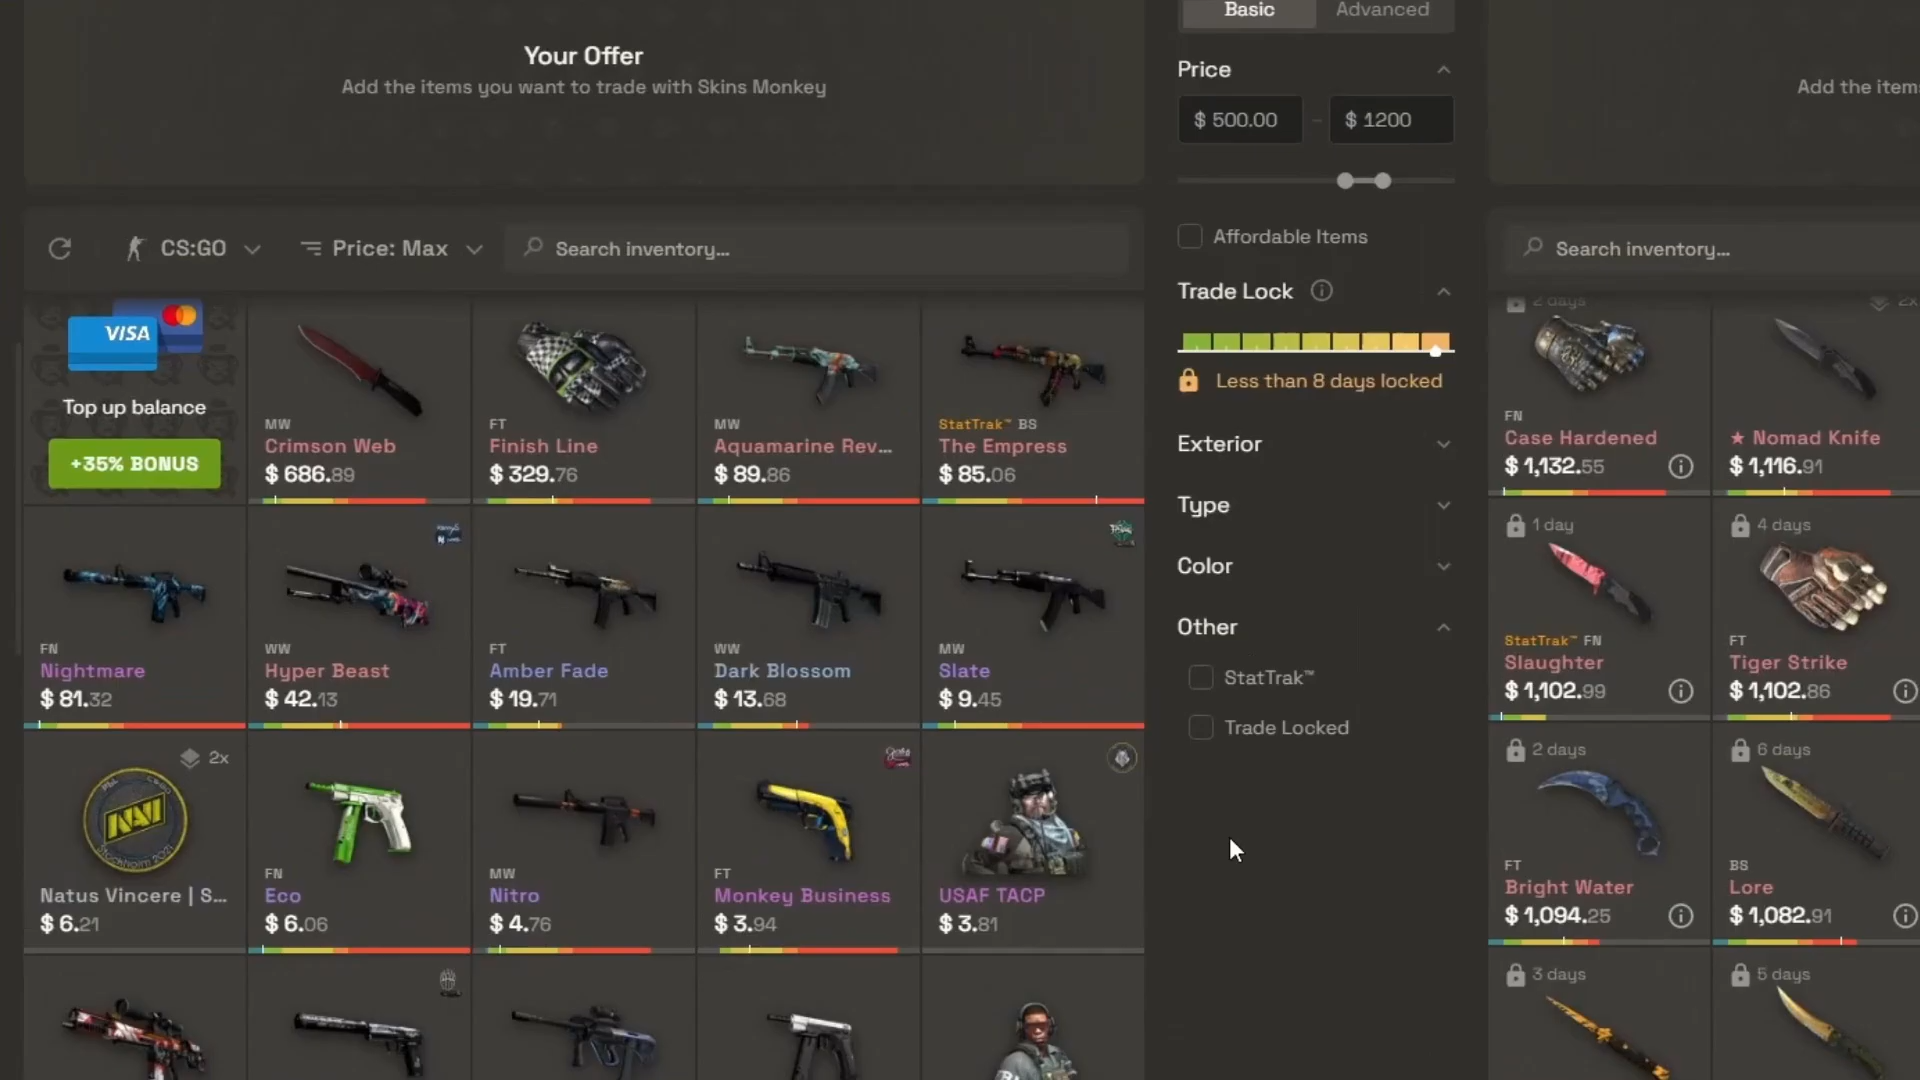 Basic
Advanced
Your Offer
Add the items you want to trade with Skins Monkey
Price
$ 500.00
-
$ 1200
Add the item
CS:GO
Price: Max
Search inventory...
Affordable Items
Search inventory...
Trade Lock
Less than 8 days locked
Exterior
Type
Color
Other
StatTrak™
Trade Locked
VISA
Top up balance
+35% BONUS
MW
Crimson Web
$ 686.89
FT
Finish Line
$ 329.76
MW
Aquamarine Rev...
$ 89.86
StatTrak™ BS
The Empress
$ 85.06
FN
Nightmare
$ 81.32
WW
Hyper Beast
$ 42.13
FT
Amber Fade
$ 19.71
WW
Dark Blossom
$ 13.68
MW
Slate
$ 9.45
2x
NAVI
Stockholm 2021
Natus Vincere | S...
$ 6.21
FN
Eco
$ 6.06
MW
Nitro
$ 4.76
FT
Monkey Business
$ 3.94
USAF TACP
$ 3.81
2 days
FN
Case Hardened
$ 1,132.55
2x
★ Nomad Knife
$ 1,116.91
1 day
StatTrak™ FN
Slaughter
$ 1,102.99
4 days
FT
Tiger Strike
$ 1,102.86
2 days
FT
Bright Water
$ 1,094.25
6 days
BS
Lore
$ 1,082.91
3 days
5 days